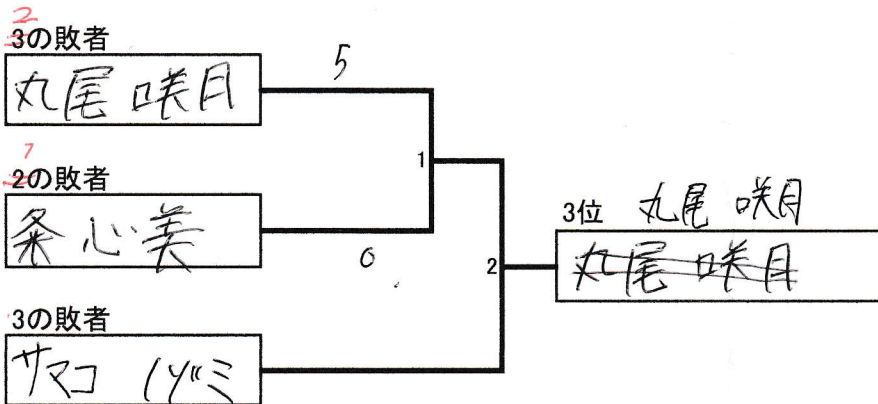 2
3の敗者
丸尾 咲月
5
1
2の敗者
条 心美
0
3の敗者
サマコ イヅミ
1
2
3位 丸尾 咲月
丸尾 咲月